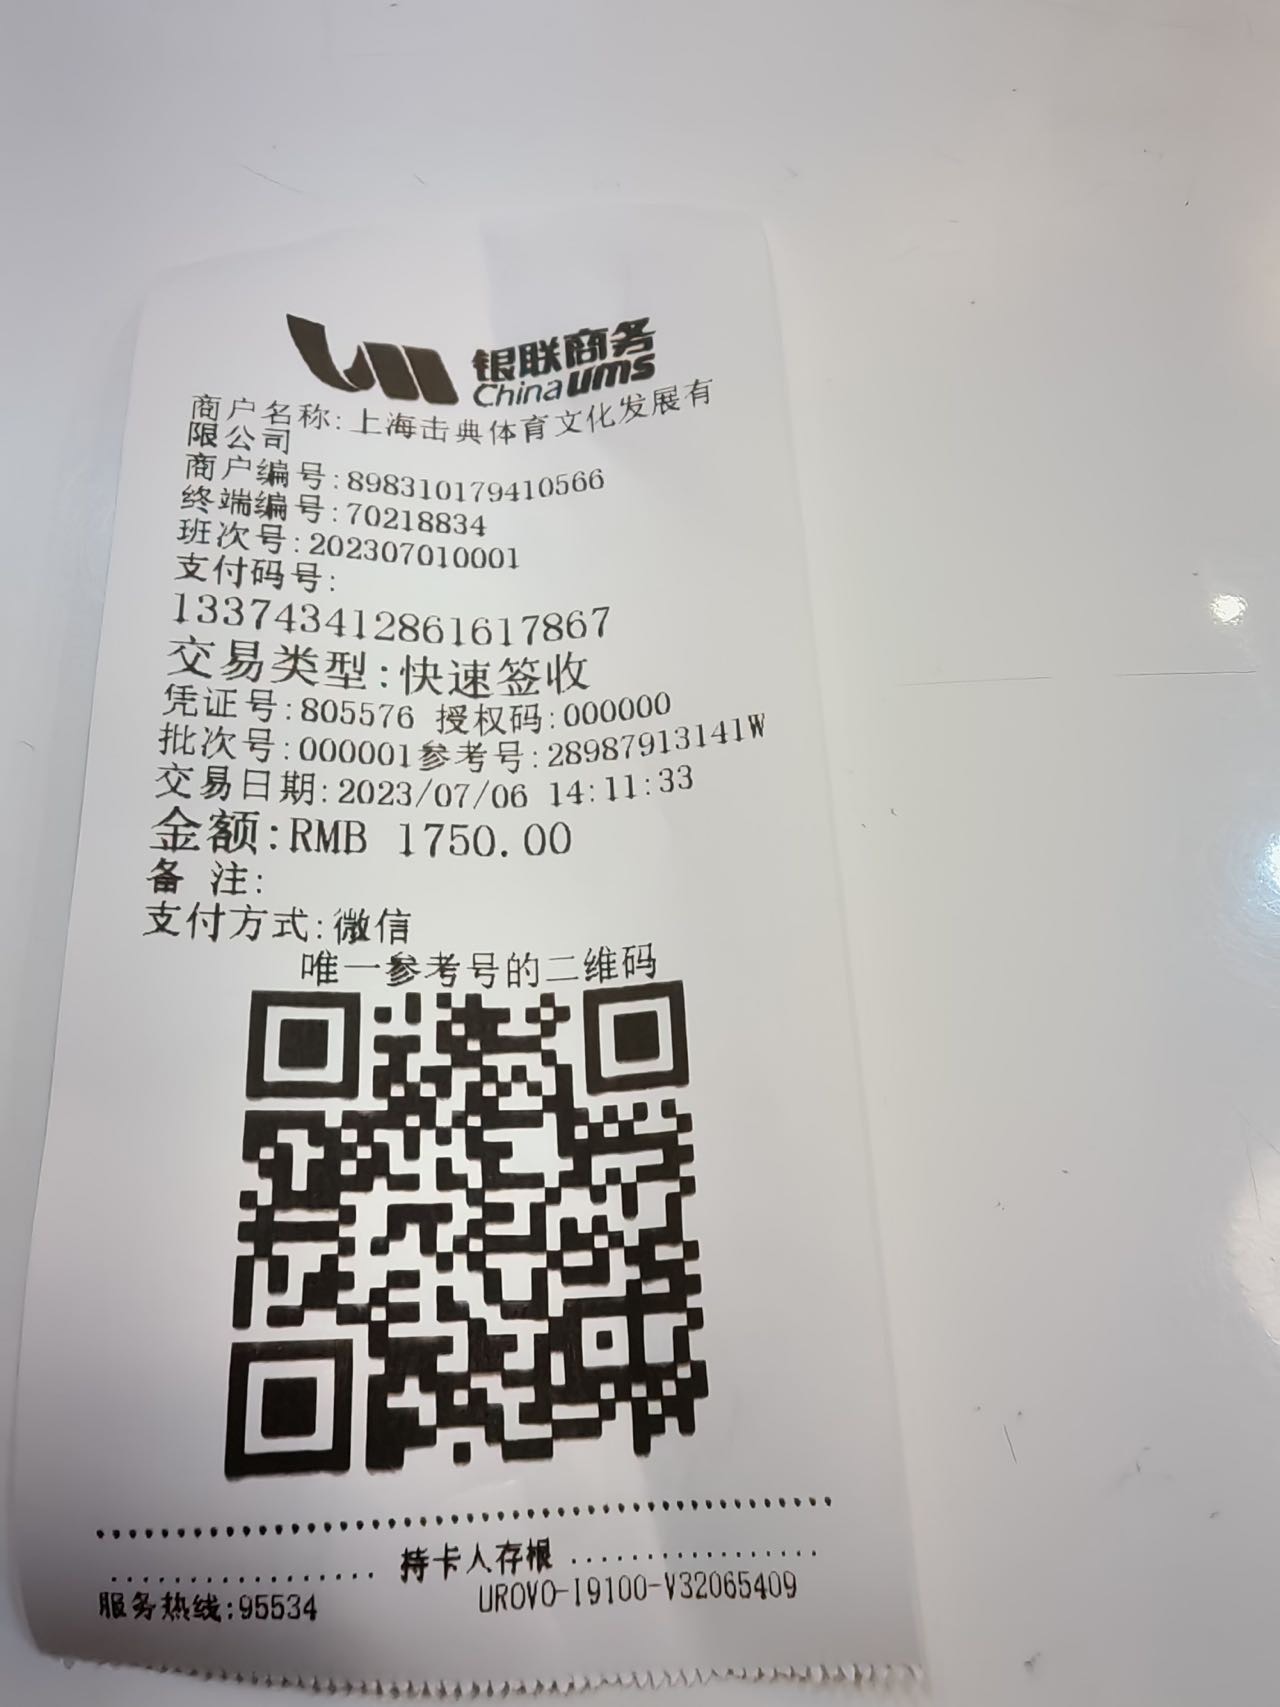 银联商务
Chinaums
商户名称:上海击典体育文化发展有
限公司
商户编号:898310179410566
终端编号:70218834
班次号:202307010001
支付码号:
133743412861617867
交易类型:快速签收
凭证号:805576 授权码:000000
批次号:000001参考号:28987913141W
交易日期:2023/07/06 14:11:33
金额:RMB 1750.00
备 注:
支付方式:微信
唯一参考号的二维码
持卡人存根
服务热线:95534 UROVO-I9100-V32065409